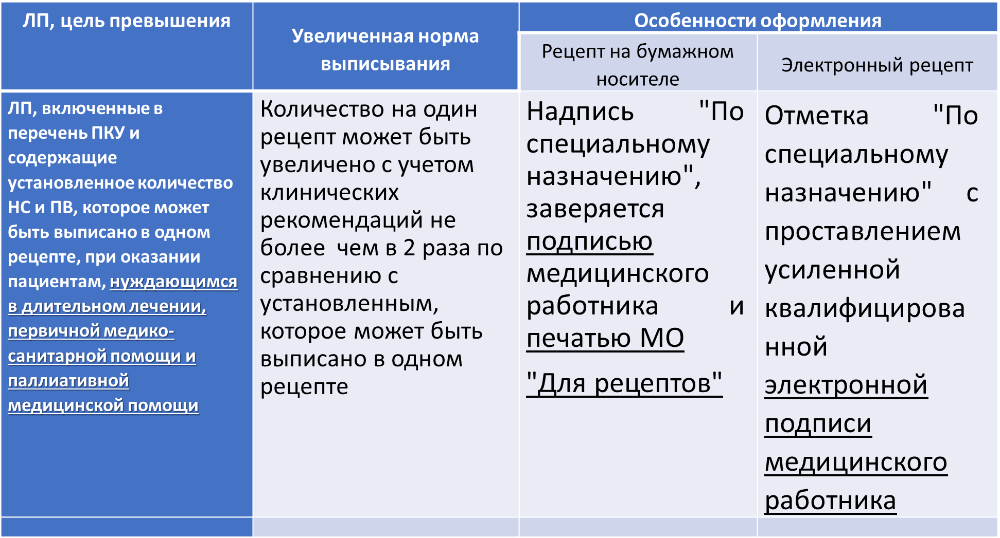 ЛП, цель превышения
Увеличенная норма
выписывания
Особенности оформления
Рецепт на бумажном
носителе
Электронный рецепт
ЛП, включенные в
перечень ПКУ и
содержащие
установленное количество
НС и ПВ, которое может
быть выписано в одном
рецепте, при оказании
пациентам, нуждающимся
в длительном лечении,
первичной медико-
санитарной помощи и
паллиативной
медицинской помощи
Количество на один
рецепт может быть
увеличено с учетом
клинических
рекомендаций не
более чем в 2 раза по
сравнению с
установленным,
которое может быть
выписано в одном
рецепте
Надпись "По
специальному
назначению",
заверяется
подписью
медицинского
работника и
печатью МО
"Для рецептов"
Отметка "По
специальному
назначению" с
проставлением
усиленной
квалифицирова
нной
электронной
подписи
медицинского
работника